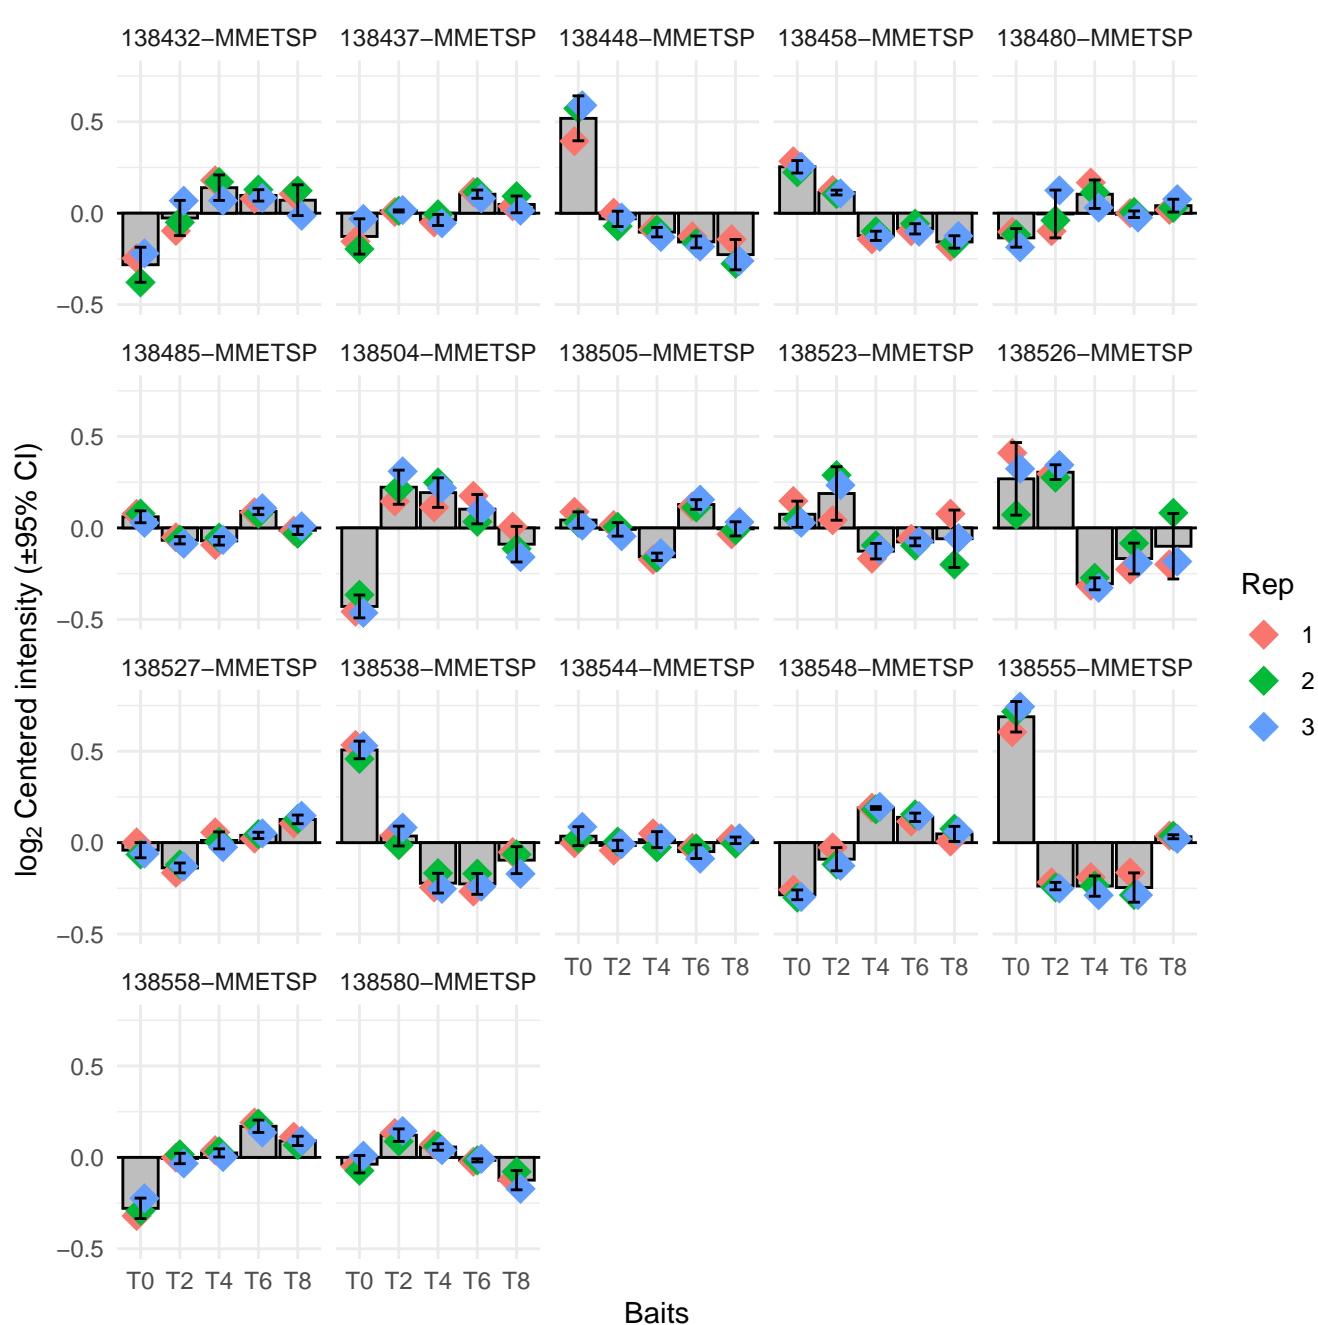 138432−MMETSP 138437−MMETSP 138448−MMETSP 138458−MMETSP 138480−MMETSP
0.5
0.0
−0.5
138485−MMETSP 138504−MMETSP 138505−MMETSP 138523−MMETSP 138526−MMETSP
0.5
0.0
−0.5
138527−MMETSP 138538−MMETSP 138544−MMETSP 138548−MMETSP 138555−MMETSP
0.5
0.0
−0.5
T0 T2 T4 T6 T8 T0 T2 T4 T6 T8 T0 T2 T4 T6 T8
138558−MMETSP 138580−MMETSP
0.5
0.0
−0.5
T0 T2 T4 T6 T8 T0 T2 T4 T6 T8
Baits
log2 Centered intensity (±95% CI)
Rep
1
2
3